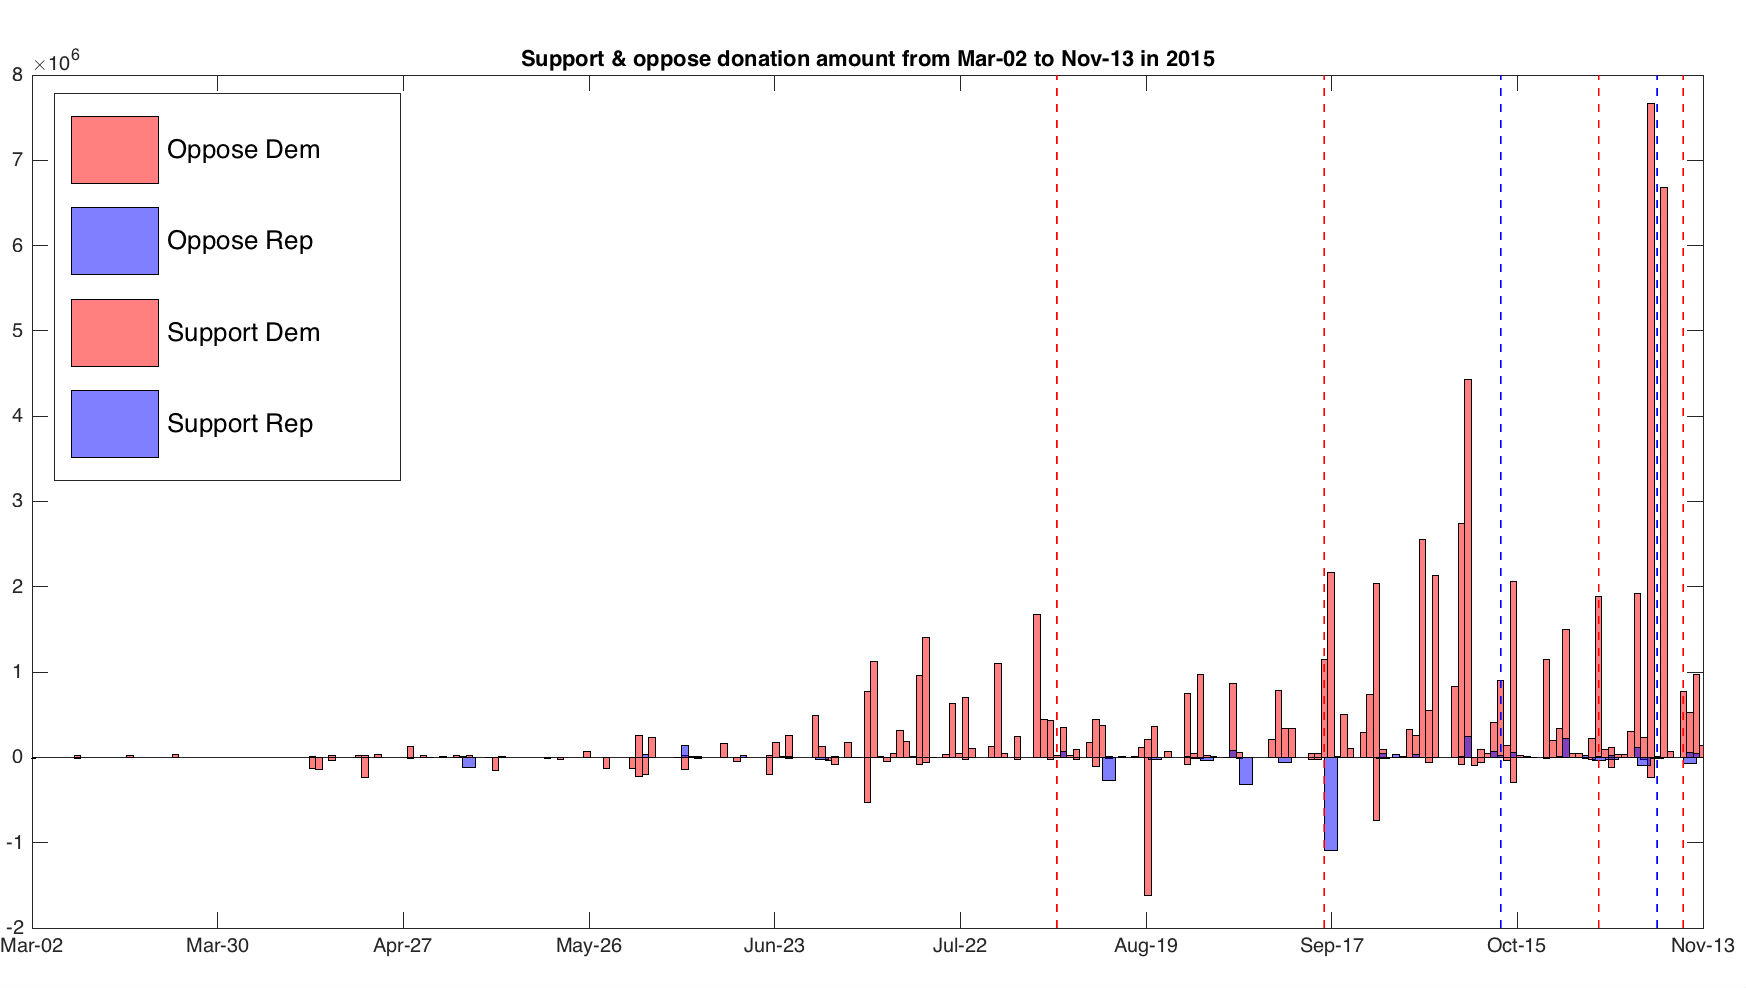 Support & oppose donation amount from Mar-02 to Nov-13 in 2015
×10⁶
8
7
6
5
4
3
2
1
0
-1
-2
Oppose Dem
Oppose Rep
Support Dem
Support Rep
Mar-02 Mar-30 Apr-27 May-26 Jun-23 Jul-22 Aug-19 Sep-17 Oct-15 Nov-13